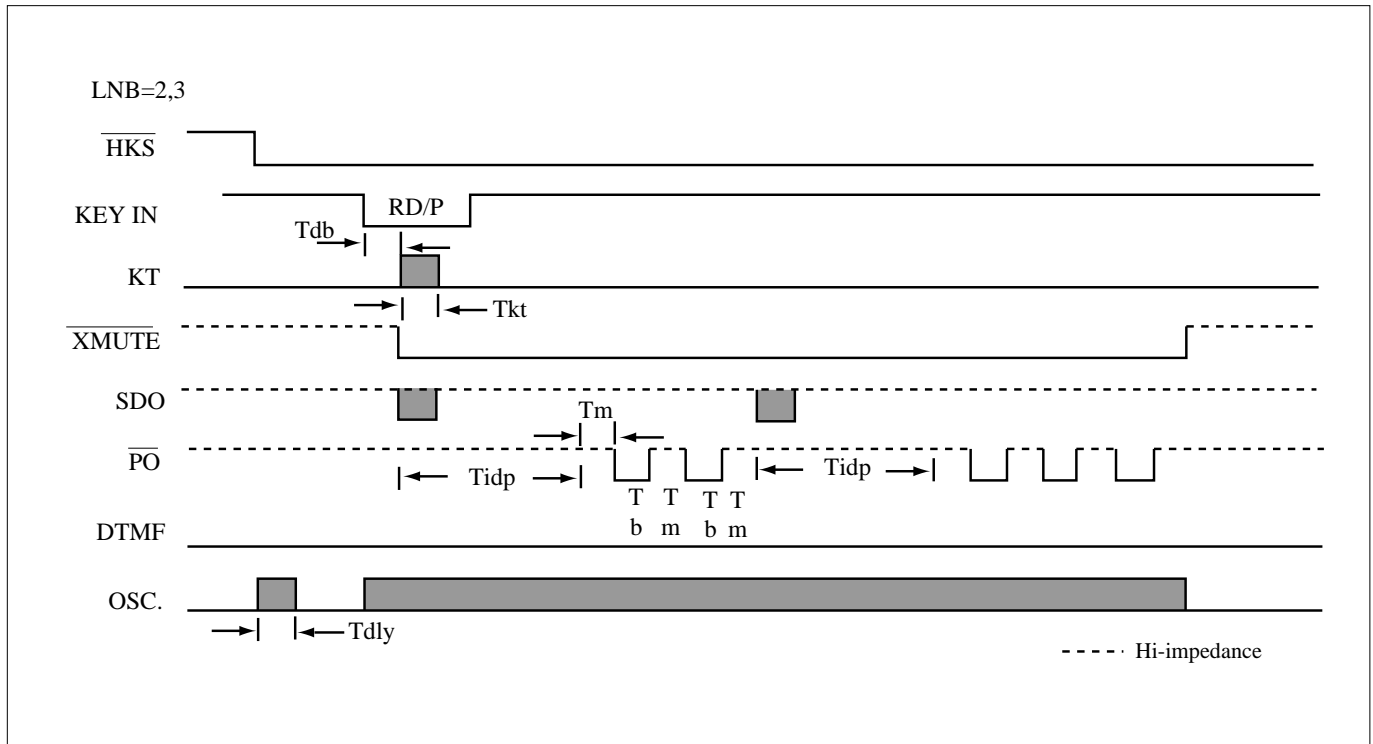 LNB=2,3
HKS
KEY IN
RD/P
Tdb
KT
Tkt
XMUTE
SDO
Tm
PO
Tidp
Tidp
T T T T
b m b m
DTMF
OSC.
Tdly
Hi-impedance